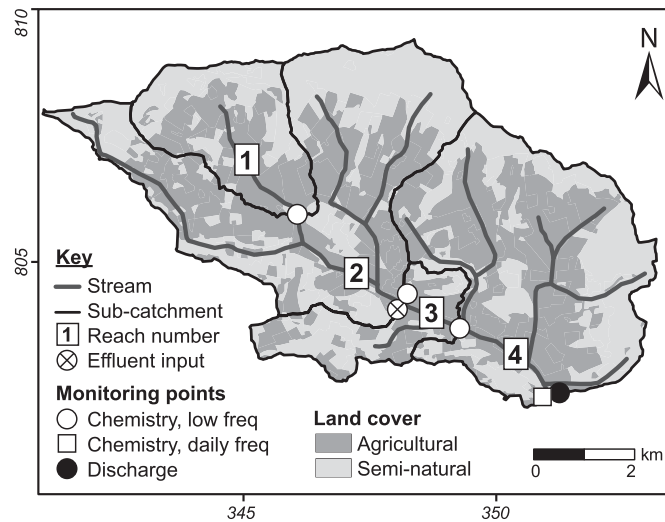 810
N
1
805
Key
Stream
Sub-catchment
1 Reach number
Effluent input
2
3
4
Monitoring points
Chemistry, low freq
Chemistry, daily freq
Discharge
Land cover
Agricultural
Semi-natural
km
0 2
345 350